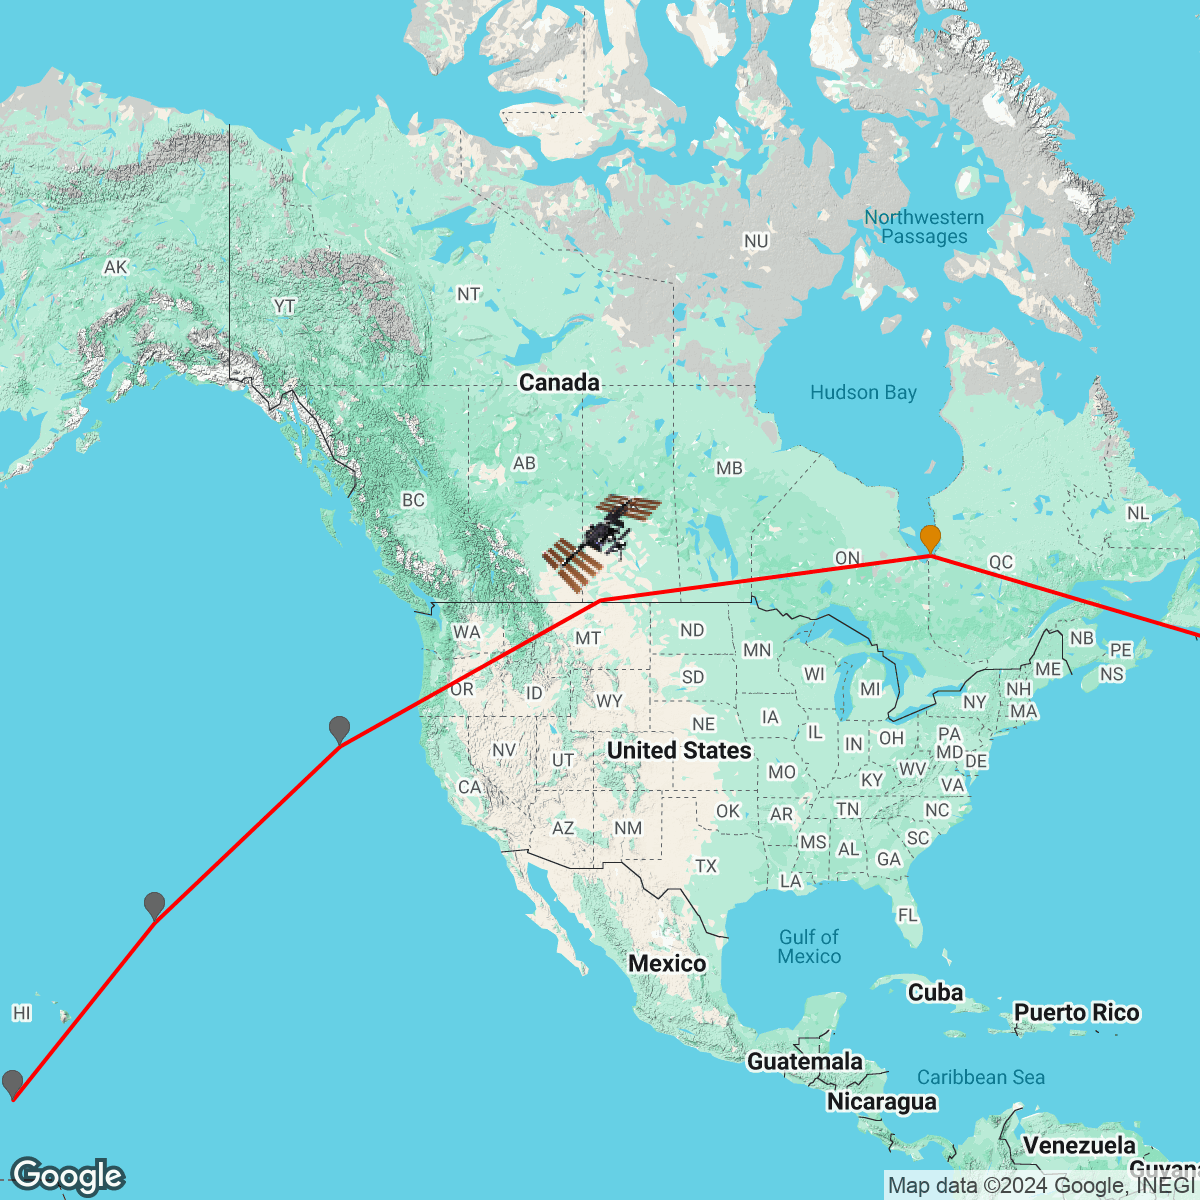 Northwestern
Passages
NU
AK
NT
YT
Canada
Hudson Bay
AB
MB
BC
NL
ON
QC
WA
MT
ND
MN
NB
PE
ME
NS
OR
ID
WY
SD
WI
MI
NH
NY
MA
NV
UT
NE
United States
IA
IL
IN
OH
PA
MD
DE
CA
MO
KY
WV
VA
AZ
NM
OK
AR
TN
NC
MS
AL
SC
GA
TX
LA
FL
Gulf of
Mexico
Mexico
HI
Cuba
Puerto Rico
Guatemala
Caribbean Sea
Nicaragua
Venezuela
Guyana
Google
Map data ©2024 Google, INEGI